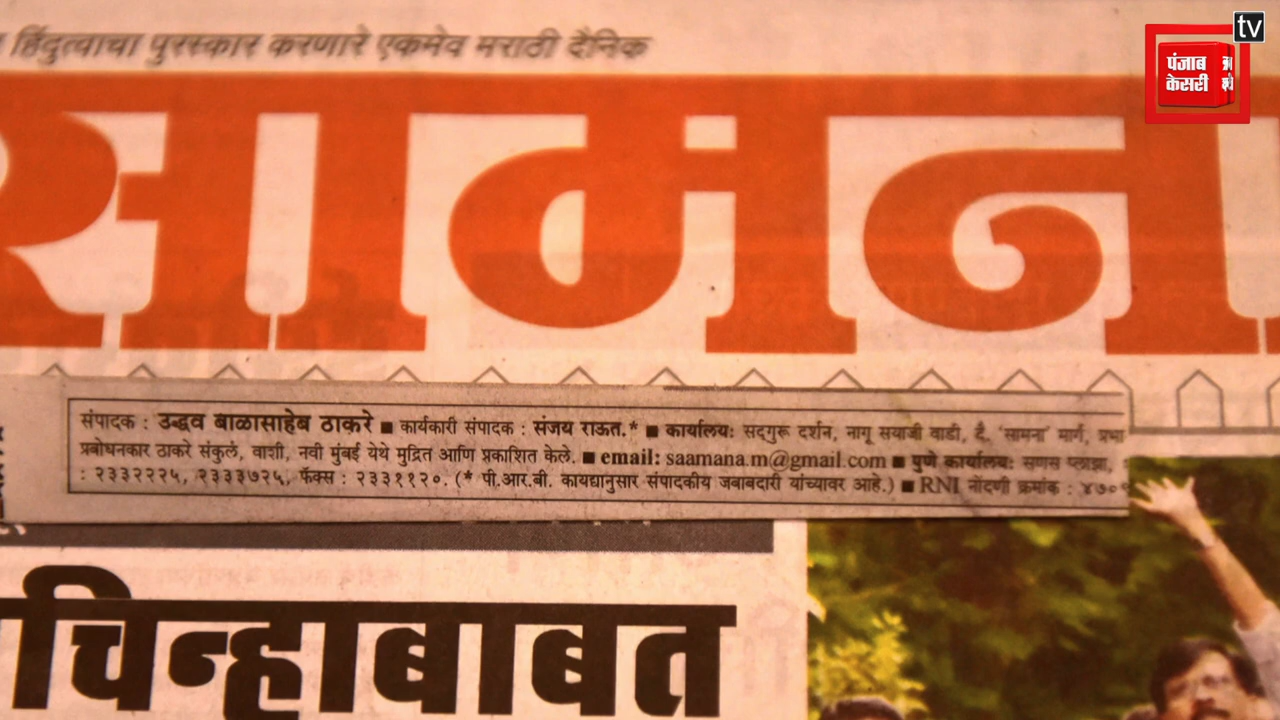 हिंदुत्वाचा पुरस्कार करणारे एकमेव मराठी दैनिक
tv
पंजाब
केसरी
सामन
संपादक : उद्धव बाळासाहेब ठाकरे ■ कार्यकारी संपादक : संजय राऊत.* ■ कार्यालय: सद्गुरू दर्शन, नागू सयाजी वाडी, दै. 'सामना' मार्ग, प्रभा
प्रबोधनकार ठाकरे संकुल, वाशी, नवी मुंबई येथे मुद्रित आणि प्रकाशित केले. ■ email: saamana.m@gmail.com ■ पुणे कार्यालय: सणस प्लाझा,
: २३३२२२५, २३३३७२५, फॅक्स : २३३११२०. (* पी.आर.बी. कायद्यानुसार संपादकीय जबाबदारी यांच्यावर आहे.) ■ RNI नोंदणी क्रमांक : ४७०९
चिन्हाबाबत